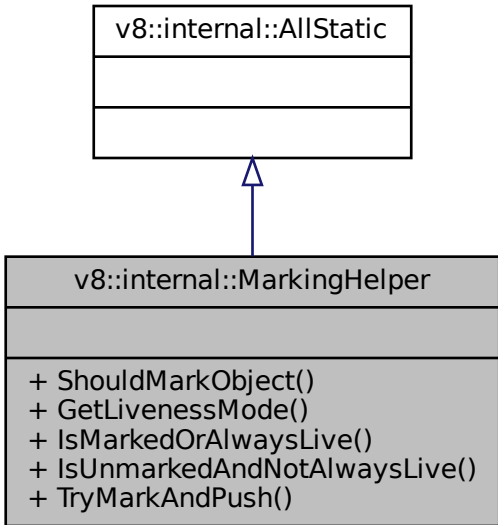 v8::internal::AllStatic
v8::internal::MarkingHelper
+ ShouldMarkObject()
+ GetLivenessMode()
+ IsMarkedOrAlwaysLive()
+ IsUnmarkedAndNotAlwaysLive()
+ TryMarkAndPush()